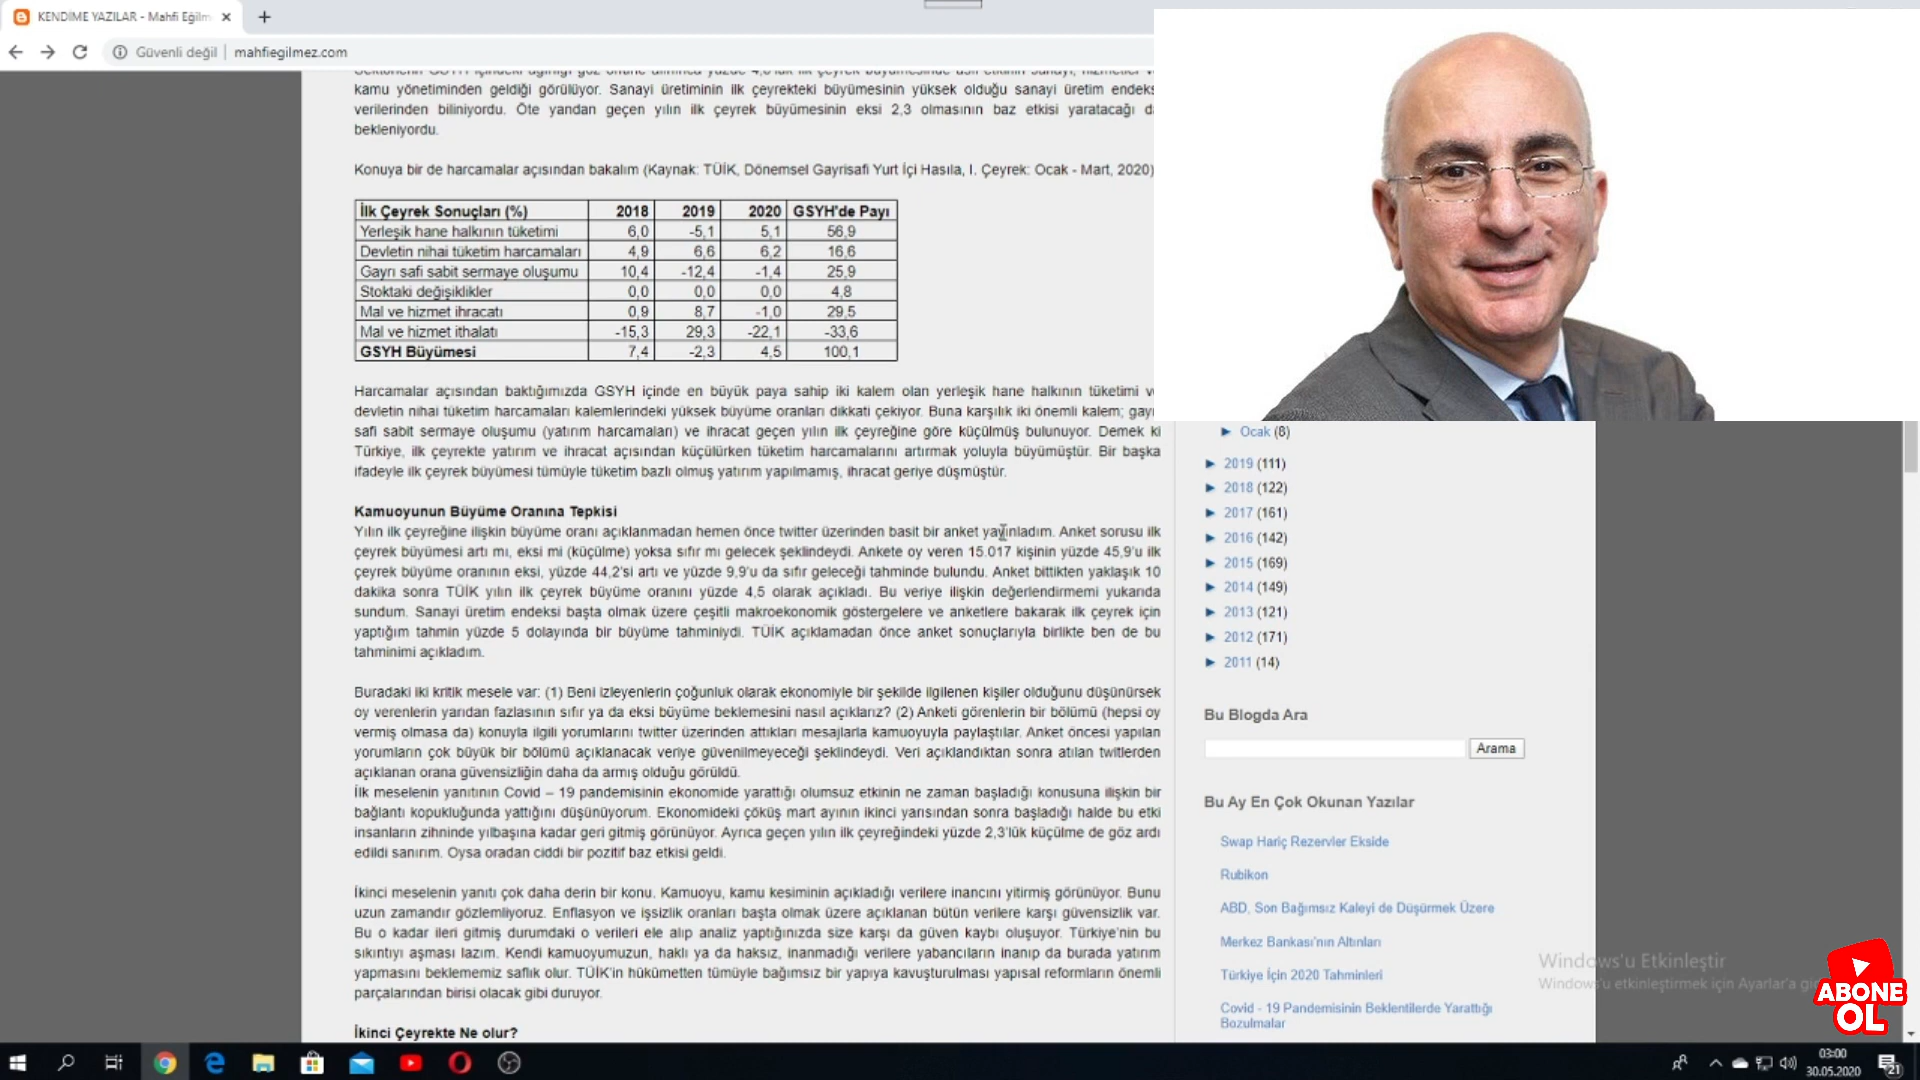 KENDİME YAZILAR - Mahfi Eğilm
Güvenli değil | mahfiegilmez.com
kamu yönetiminden geldiği görülüyor. Sanayi üretiminin ilk çeyrekteki büyümesinin yüksek olduğu sanayi üretim endeks
verilerinden biliniyordu. Öte yandan geçen yılın ilk çeyrek büyümesinin eksi 2,3 olmasının baz etkisi yaratacağı d
bekleniyordu.
Konuya bir de harcamalar açısından bakalım (Kaynak: TÜİK, Dönemsel Gayrisafi Yurt İçi Hasıla, I. Çeyrek: Ocak - Mart, 2020)
İlk Çeyrek Sonuçları (%) 2018 2019 2020 GSYH'de Payı
Yerleşik hane halkının tüketimi 6,0 -5,1 5,1 56,9
Devletin nihai tüketim harcamaları 4,9 6,6 6,2 16,6
Gayrı safi sabit sermaye oluşumu 10,4 -12,4 -1,4 25,9
Stoktaki değişiklikler 0,0 0,0 0,0 4,8
Mal ve hizmet ihracatı 0,9 8,7 -1,0 29,5
Mal ve hizmet ithalatı -15,3 29,3 -22,1 -33,6
GSYH Büyümesi 7,4 -2,3 4,5 100,1
Harcamalar açısından baktığımızda GSYH içinde en büyük paya sahip iki kalem olan yerleşik hane halkının tüketimi v
devletin nihai tüketim harcamaları kalemlerindeki yüksek büyüme oranları dikkati çekiyor. Buna karşılık iki önemli kalem; gayr
safi sabit sermaye oluşumu (yatırım harcamaları) ve ihracat geçen yılın ilk çeyreğine göre küçülmüş bulunuyor. Demek ki
Türkiye, ilk çeyrekte yatırım ve ihracat açısından küçülürken tüketim harcamalarını artırmak yoluyla büyümüştür. Bir başka
ifadeyle ilk çeyrek büyümesi tümüyle tüketim bazlı olmuş yatırım yapılmamış, ihracat geriye düşmüştür.
Kamuoyunun Büyüme Oranına Tepkisi
Yılın ilk çeyreğine ilişkin büyüme oranı açıklanmadan hemen önce twitter üzerinden basit bir anket yayınladım. Anket sorusu ilk
çeyrek büyümesi artı mı, eksi mi (küçülme) yoksa sıfır mı gelecek şeklindeydi. Ankete oy veren 15.017 kişinin yüzde 45,9'u ilk
çeyrek büyüme oranının eksi, yüzde 44,2'si artı ve yüzde 9,9'u da sıfır geleceği tahminde bulundu. Anket bittikten yaklaşık 10
dakika sonra TÜİK yılın ilk çeyrek büyüme oranını yüzde 4,5 olarak açıkladı. Bu veriye ilişkin değerlendirmemi yukarıda
sundum. Sanayi üretim endeksi başta olmak üzere çeşitli makroekonomik göstergelere ve anketlere bakarak ilk çeyrek için
yaptığım tahmin yüzde 5 dolayında bir büyüme tahminiydi. TÜİK açıklamadan önce anket sonuçlarıyla birlikte ben de bu
tahminimi açıkladım.
Buradaki iki kritik mesele var: (1) Beni izleyenlerin çoğunluk olarak ekonomiyle bir şekilde ilgilenen kişiler olduğunu düşünürsek
oy verenlerin yarıdan fazlasının sıfır ya da eksi büyüme beklemesini nasıl açıklarız? (2) Anketi görenlerin bir bölümü (hepsi oy
vermiş olmasa da) konuyla ilgili yorumlarını twitter üzerinden attıkları mesajlarla kamuoyuyla paylaştılar. Anket öncesi yapılan
yorumların çok büyük bir bölümü açıklanacak veriye güvenilmeyeceği şeklindeydi. Veri açıklandıktan sonra atılan twitlerden
açıklanan orana güvensizliğin daha da armış olduğu görüldü.
İlk meselenin yanıtının Covid – 19 pandemisinin ekonomide yarattığı olumsuz etkinin ne zaman başladığı konusuna ilişkin bir
bağlantı kopukluğunda yattığını düşünüyorum. Ekonomideki çöküş mart ayının ikinci yarısından sonra başladığı halde bu etki
insanların zihninde yılbaşına kadar geri gitmiş görünüyor. Ayrıca geçen yılın ilk çeyreğindeki yüzde 2,3'lük küçülme de göz ardı
edildi sanırım. Oysa oradan ciddi bir pozitif baz etkisi geldi.
İkinci meselenin yanıtı çok daha derin bir konu. Kamuoyu, kamu kesiminin açıkladığı verilere inancını yitirmiş görünüyor. Bunu
uzun zamandır gözlemliyoruz. Enflasyon ve işsizlik oranları başta olmak üzere açıklanan bütün verilere karşı güvensizlik var.
Bu o kadar ileri gitmiş durumdaki o verileri ele alıp analiz yaptığınızda size karşı da güven kaybı oluşuyor. Türkiye'nin bu
sıkıntıyı aşması lazım. Kendi kamuoyumuzun, haklı ya da haksız, inanmadığı verilere yabancıların inanıp da burada yatırım
yapmasını beklememiz saflık olur. TÜİK'in hükümetten tümüyle bağımsız bir yapıya kavuşturulması yapısal reformların önemli
parçalarından birisi olacak gibi duruyor.
İkinci Çeyrekte Ne olur?
► Ocak (8)
► 2019 (111)
► 2018 (122)
► 2017 (161)
► 2016 (142)
► 2015 (169)
► 2014 (149)
► 2013 (121)
► 2012 (171)
► 2011 (14)
Bu Blogda Ara
Arama
Bu Ay En Çok Okunan Yazılar
Swap Hariç Rezervler Ekside
Rubikon
ABD, Son Bağımsız Kaleyi de Düşürmek Üzere
Merkez Bankası'nın Altınları
Türkiye İçin 2020 Tahminleri
Covid - 19 Pandemisinin Beklentilerde Yarattığı
Bozulmalar
Windows'u Etkinleştir
Windows'u etkinleştirmek için Ayarlar'a
ABONE
OL
03:00
30.05.2020
21